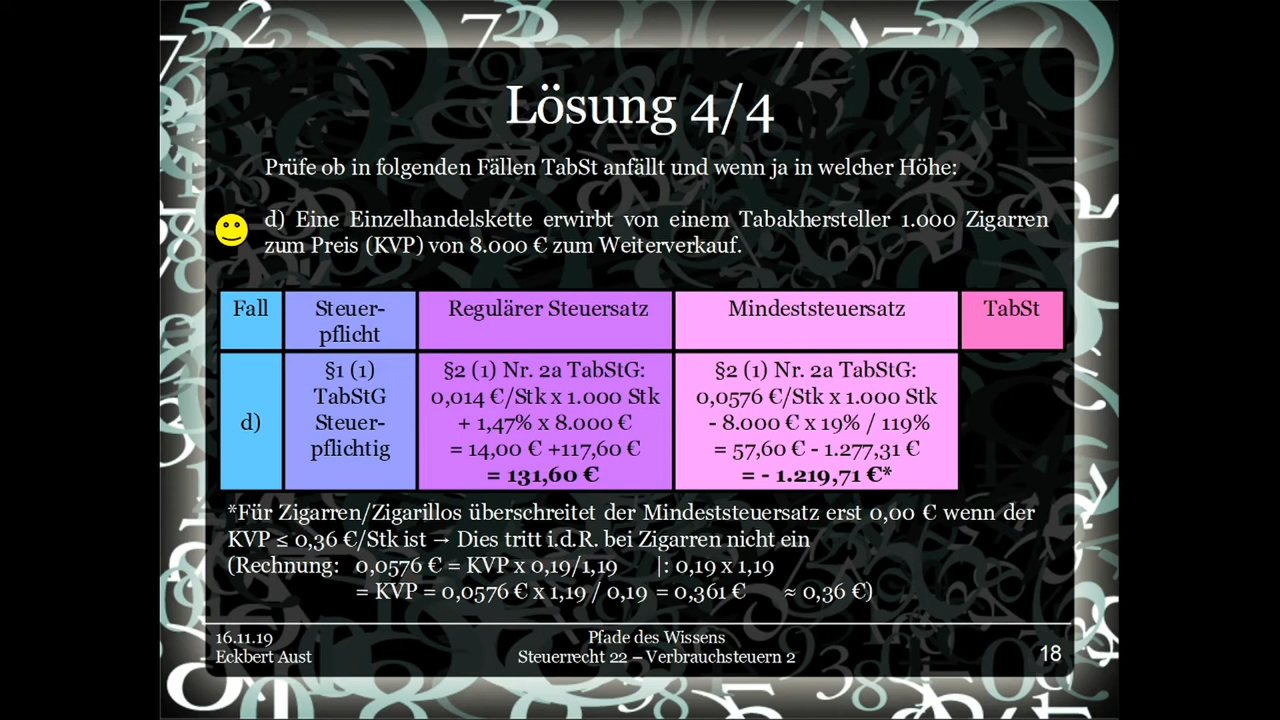 Lösung 4/4
Prüfe ob in folgenden Fällen TabSt anfällt und wenn ja in welcher Höhe:
d) Eine Einzelhandelskette erwirbt von einem Tabakhersteller 1.000 Zigarren
zum Preis (KVP) von 8.000 € zum Weiterverkauf.
Fall
Steuer-
pflicht
Regulärer Steuersatz
Mindeststeuersatz
TabSt
d)
§1 (1)
TabStG
Steuer-
pflichtig
§2 (1) Nr. 2a TabStG:
0,014 €/Stk x 1.000 Stk
+ 1,47% x 8.000 €
= 14,00 € +117,60 €
= 131,60 €
§2 (1) Nr. 2a TabStG:
0,0576 €/Stk x 1.000 Stk
- 8.000 € x 19% / 119%
= 57,60 € - 1.277,31 €
= - 1.219,71 €*
*Für Zigarren/Zigarillos überschreitet der Mindeststeuersatz erst 0,00 € wenn der
KVP ≤ 0,36 €/Stk ist → Dies tritt i.d.R. bei Zigarren nicht ein
(Rechnung: 0,0576 € = KVP x 0,19/1,19 |: 0,19 x 1,19
= KVP = 0,0576 € x 1,19 / 0,19 = 0,361 € ≈ 0,36 €)
16.11.19
Eckbert Aust
Pfade des Wissens
Steuerrecht 22 – Verbrauchsteuern 2
18